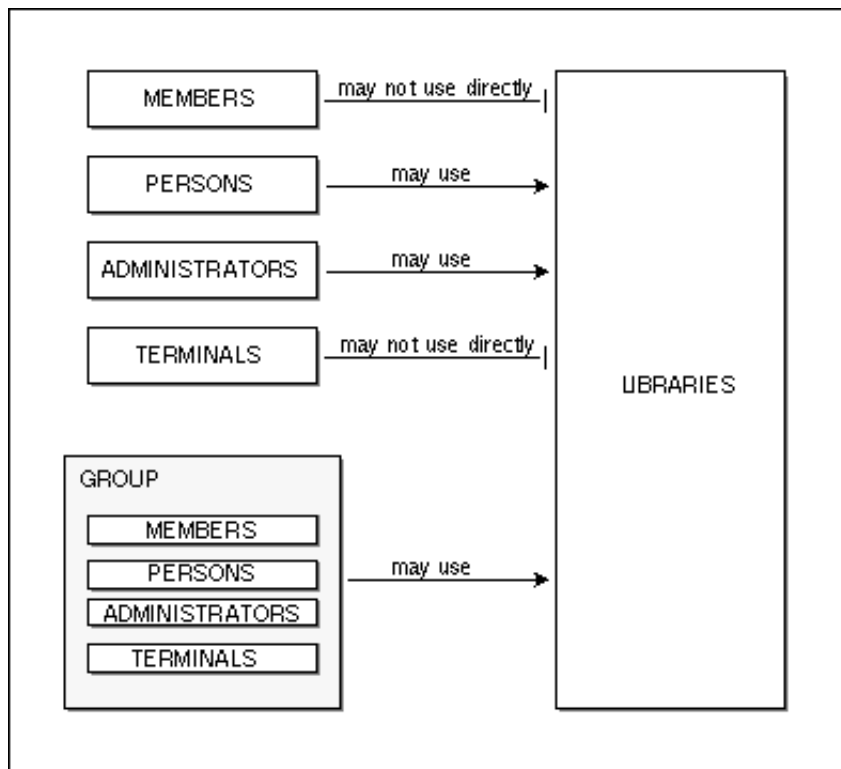 MEMBERS
may not use directly
PERSONS
may use
ADMINISTRATORS
may use
TERMINALS
may not use directly
LIBRARIES
GROUP
MEMBERS
PERSONS
ADMINISTRATORS
TERMINALS
may use